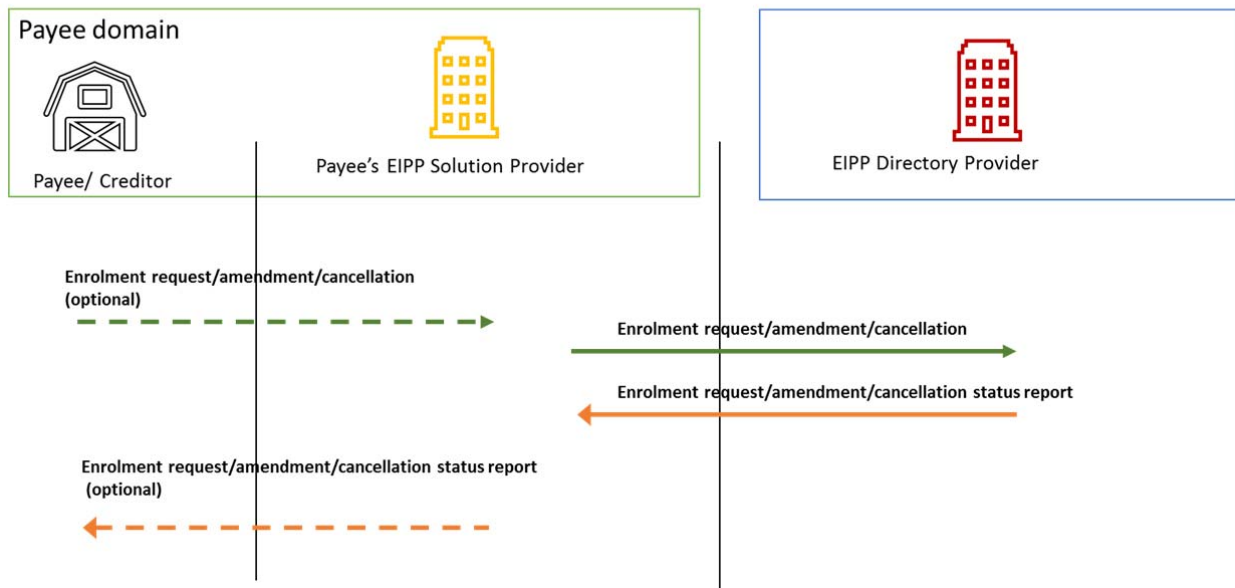 Payee domain
Payee/ Creditor
Payee's EIPP Solution Provider
EIPP Directory Provider
Enrolment request/amendment/cancellation
(optional)
Enrolment request/amendment/cancellation
Enrolment request/amendment/cancellation status report
Enrolment request/amendment/cancellation status report
(optional)